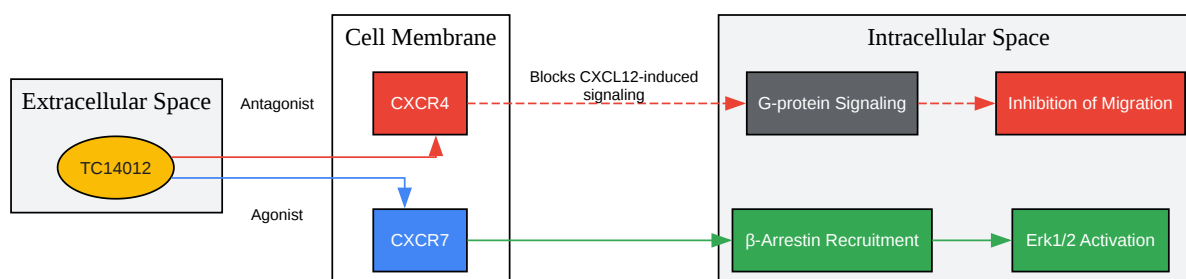 Cell Membrane
Intracellular Space
Extracellular Space
Antagonist
CXCR4
Blocks CXCL12-induced
signaling
G-protein Signaling
Inhibition of Migration
TC14012
Agonist
CXCR7
β-Arrestin Recruitment
Erk1/2 Activation